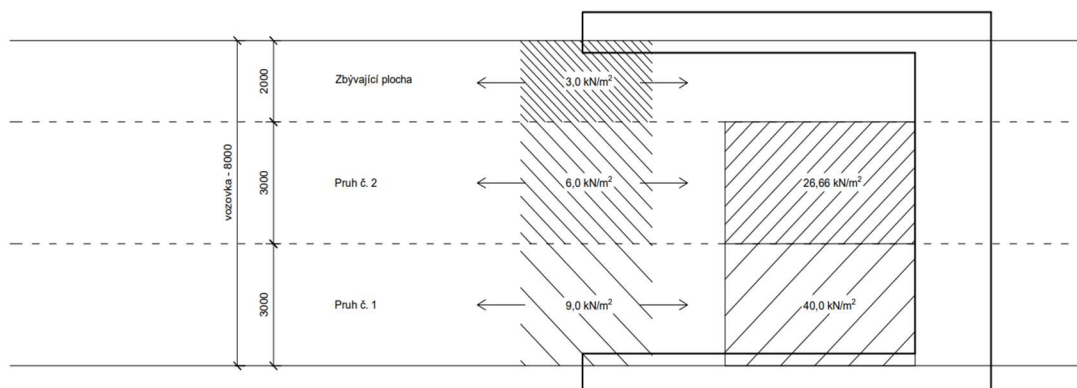 vozovka - 8000
2000
Zbývající plocha
3,0 kN/m²
3000
Pruh č. 2
6,0 kN/m²
26,66 kN/m²
3000
Pruh č. 1
9,0 kN/m²
40,0 kN/m²